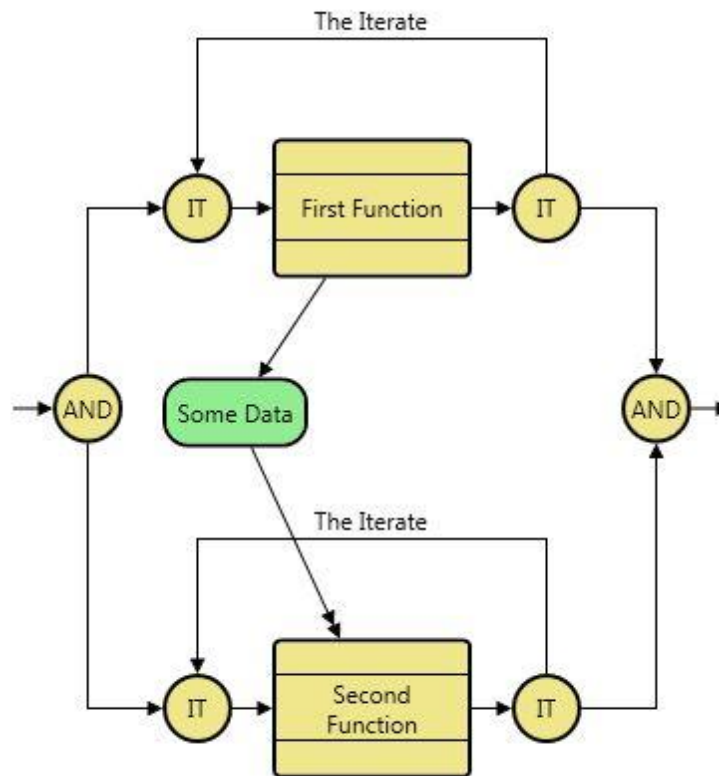 The Iterate
IT
First Function
IT
AND
Some Data
AND
The Iterate
IT
Second
Function
IT